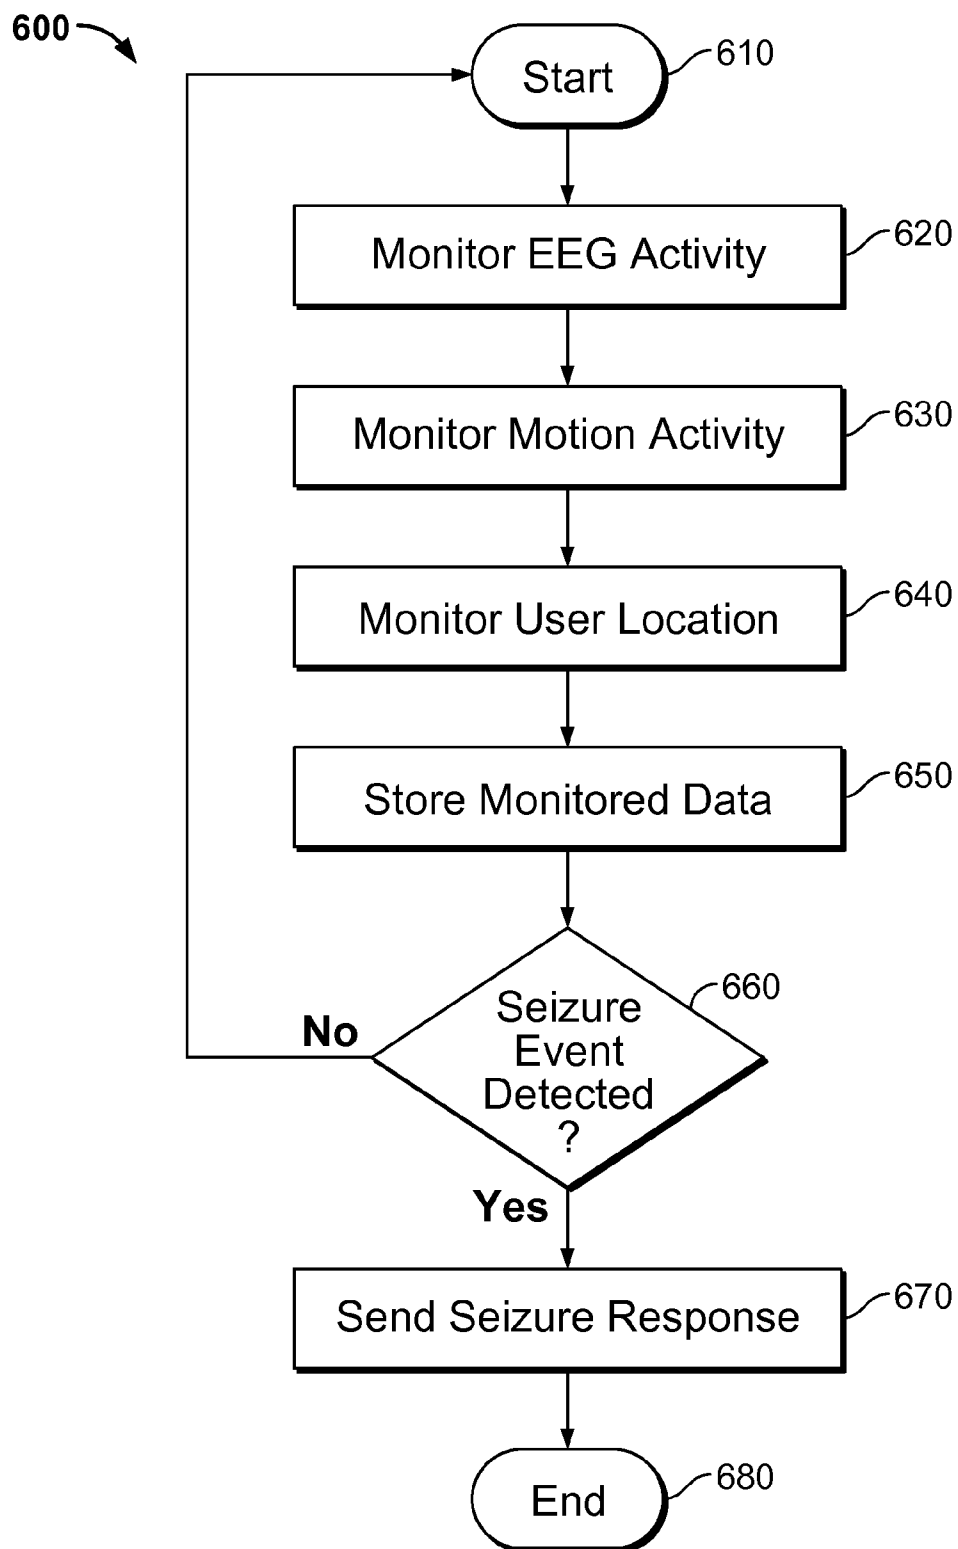 600
Start
610
Monitor EEG Activity
620
Monitor Motion Activity
630
Monitor User Location
640
Store Monitored Data
650
Seizure
Event
Detected
?
660
No
Yes
Send Seizure Response
670
End
680